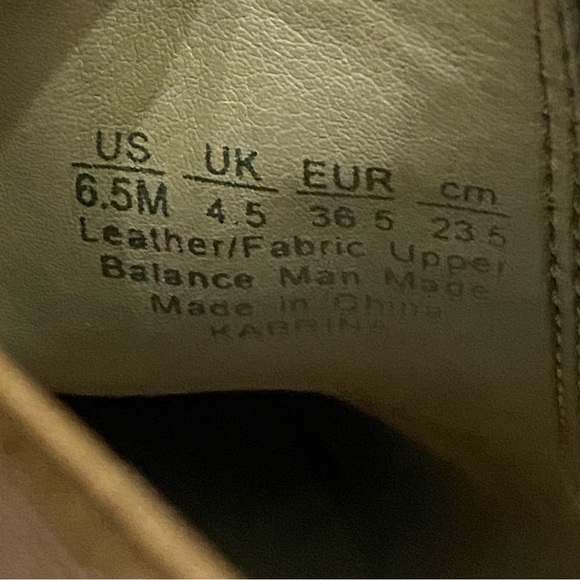 US UK EUR cm
6.5M 4.5 36 5 23 5
Leather/Fabric Upper
Balance Man Made
Made in China
KABRINA